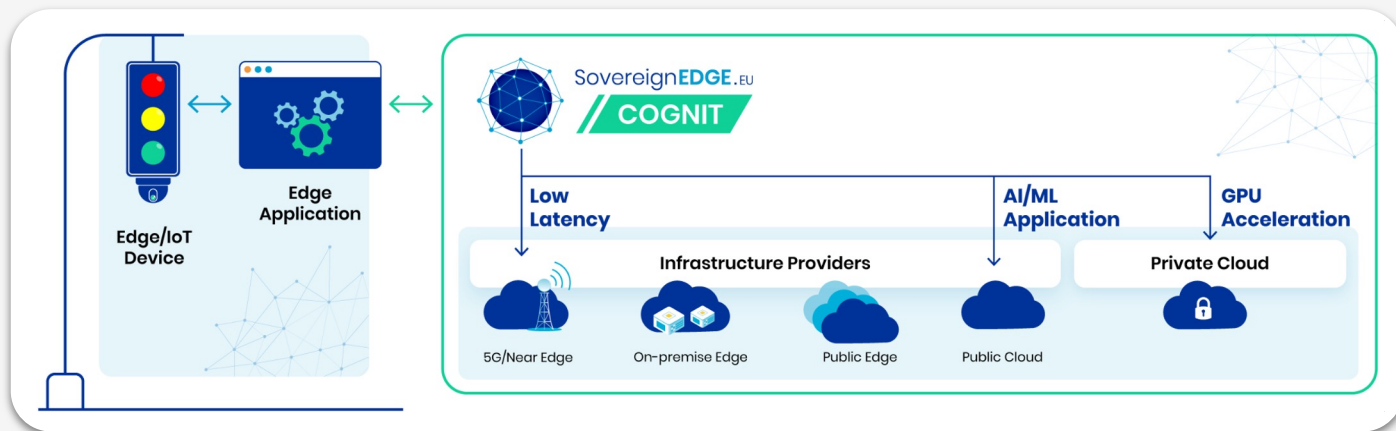 SovereignEDGE.EU
COGNIT
Edge
Application
Edge/IoT
Device
Low
Latency
AI/ML
Application
GPU
Acceleration
Infrastructure Providers
Private Cloud
5G/Near Edge
On-premise Edge
Public Edge
Public Cloud